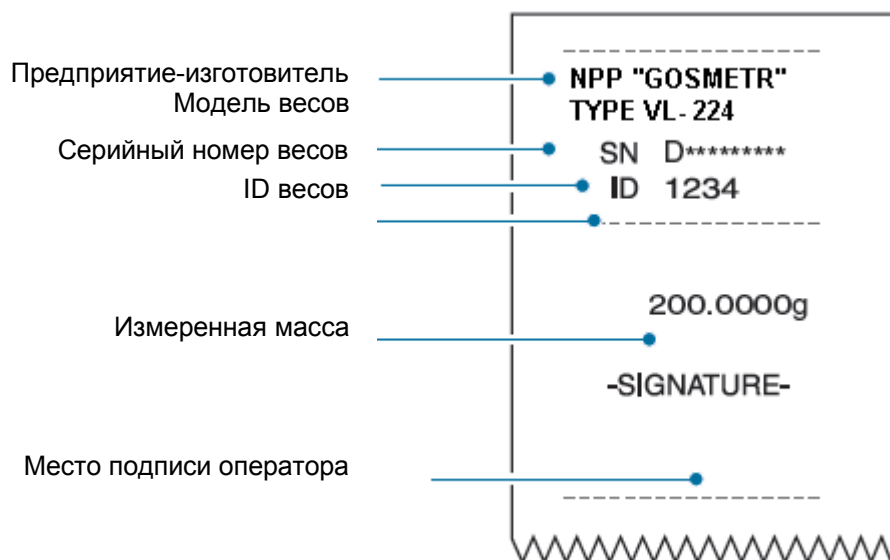 Предприятие-изготовитель
Модель весов
Серийный номер весов
ID весов
Измеренная масса
Место подписи оператора
NPP "GOSMETR"
TYPE VL-224
SN D*********
ID 1234
200.0000g
-SIGNATURE-